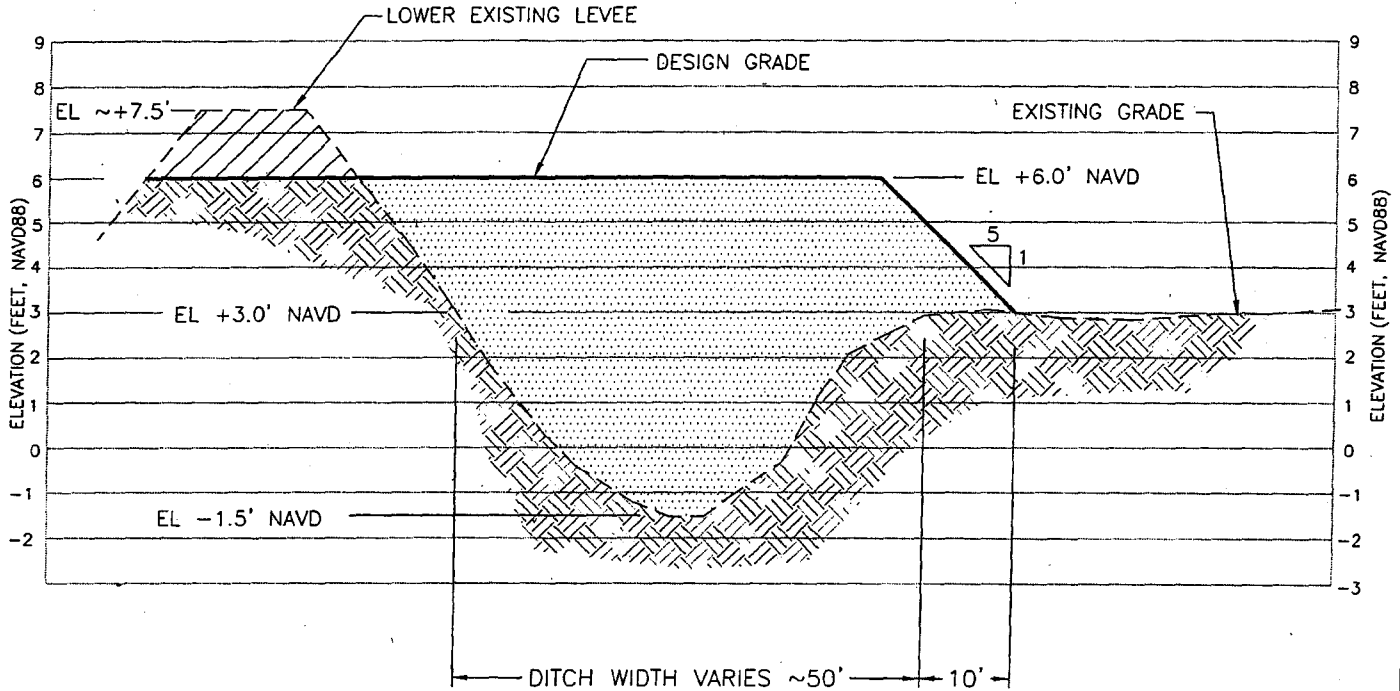 LOWER EXISTING LEVEE
DESIGN GRADE
EXISTING GRADE
EL ~+7.5'
EL +6.0' NAVD
5
1
EL +3.0' NAVD
EL -1.5' NAVD
DITCH WIDTH VARIES ~50'
10'
ELEVATION (FEET, NAVD88)
9
8
7
6
5
4
3
2
1
0
-1
-2
9
8
7
6
5
4
3
2
1
0
-1
-2
-3
ELEVATION (FEET, NAVD88)